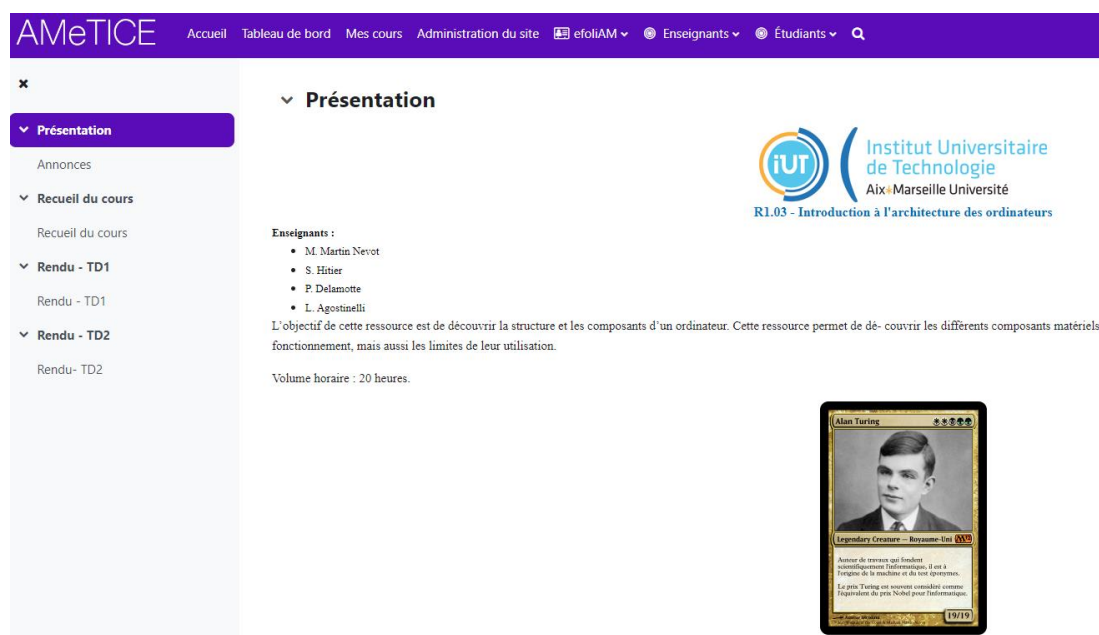 AMeTICE
Accueil Tableau de bord Mes cours Administration du site efoliAM Enseignants Étudiants
Présentation
Annonces
Recueil du cours
Recueil du cours
Rendu - TD1
Rendu - TD1
Rendu - TD2
Rendu- TD2
Présentation
iUT
Institut Universitaire
de Technologie
Aix Marseille Université
R1.03 - Introduction à l'architecture des ordinateurs
Enseignants :
M. Martin Nevot
S. Hitier
P. Delamotte
L. Agostinelli
L'objectif de cette ressource est de découvrir la structure et les composants d'un ordinateur. Cette ressource permet de dé- couvrir les différents composants matériels
fonctionnement, mais aussi les limites de leur utilisation.
Volume horaire : 20 heures.
Alan Turing
Legendary Creature – Royaume-Uni
Auteur de travaux qui fondent
scientifiquement l'informatique, il est à
l'origine de la machine et du test éponymes.
Le prix Turing est souvent considéré comme
l'équivalent du prix Nobel pour l'informatique.
19/19